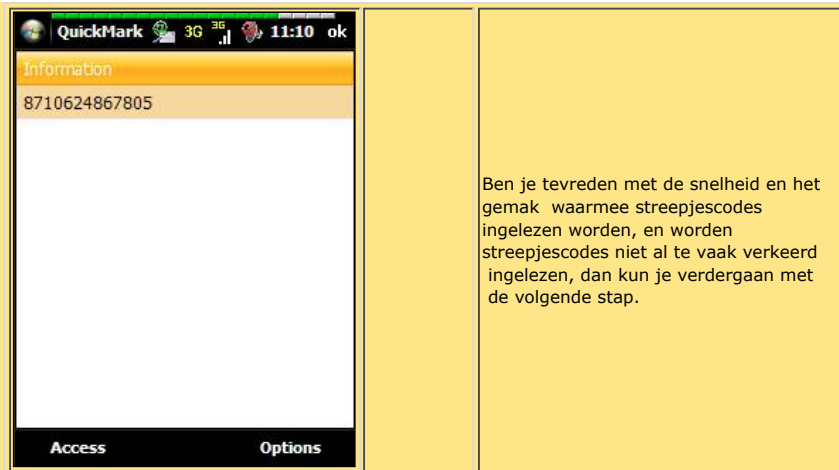 QuickMark 3G 3G 11:10 ok
Information
8710624867805
Access Options
Ben je tevreden met de snelheid en het
gemak waarmee streepjescodes
ingelezen worden, en worden
streepjescodes niet al te vaak verkeerd
ingelezen, dan kun je verdergaan met
de volgende stap.